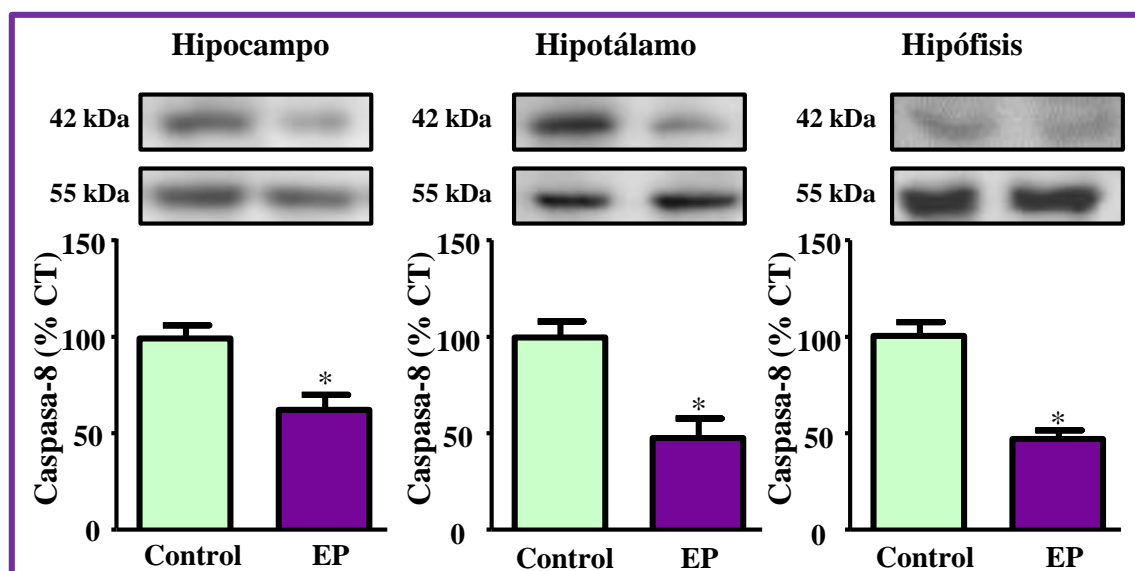 Hipocampo
Hipotálamo
Hipófisis
42 kDa
42 kDa
42 kDa
55 kDa
55 kDa
55 kDa
Caspasa-8 (% CT)
150
100
50
0
*
Control
EP
Caspasa-8 (% CT)
150
100
50
0
*
Control
EP
Caspasa-8 (% CT)
150
100
50
0
*
Control
EP